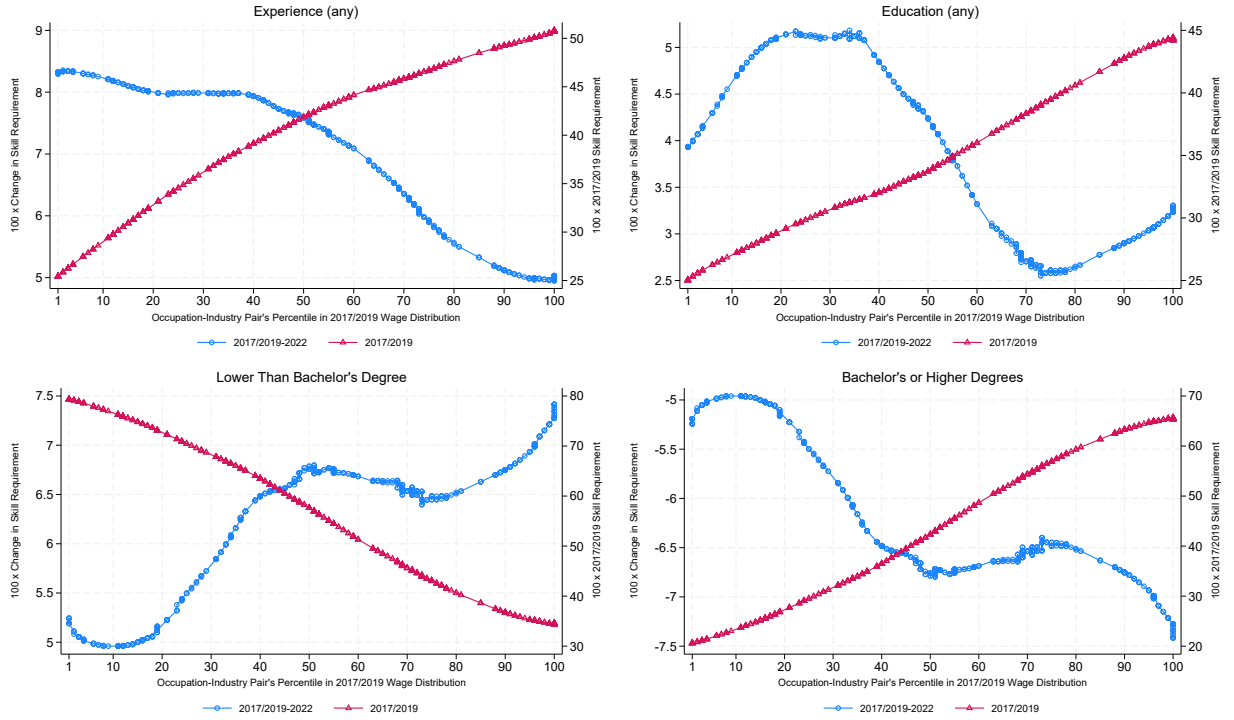 Experience (any)
100 x Change in Skill Requirement
9
8
7
6
5
100 x 2017/2019 Skill Requirement
50
45
40
35
30
25
1 10 20 30 40 50 60 70 80 90 100
Occupation-Industry Pair's Percentile in 2017/2019 Wage Distribution
2017/2019-2022 2017/2019
Education (any)
100 x Change in Skill Requirement
5
4.5
4
3.5
3
2.5
100 x 2017/2019 Skill Requirement
45
40
35
30
25
1 10 20 30 40 50 60 70 80 90 100
Occupation-Industry Pair's Percentile in 2017/2019 Wage Distribution
2017/2019-2022 2017/2019
Lower Than Bachelor's Degree
100 x Change in Skill Requirement
7.5
7
6.5
6
5.5
5
100 x 2017/2019 Skill Requirement
80
70
60
50
40
30
1 10 20 30 40 50 60 70 80 90 100
Occupation-Industry Pair's Percentile in 2017/2019 Wage Distribution
2017/2019-2022 2017/2019
Bachelor's or Higher Degrees
100 x Change in Skill Requirement
-5
-5.5
-6
-6.5
-7
-7.5
100 x 2017/2019 Skill Requirement
70
60
50
40
30
20
1 10 20 30 40 50 60 70 80 90 100
Occupation-Industry Pair's Percentile in 2017/2019 Wage Distribution
2017/2019-2022 2017/2019